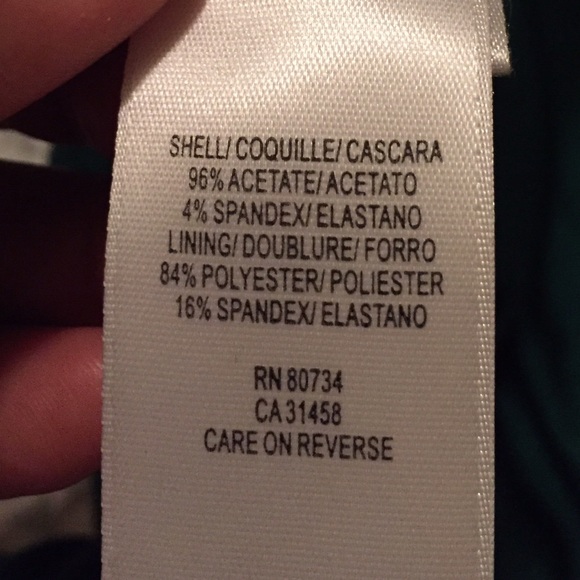 SHELL/ COQUILLE/ CASCARA
96% ACETATE/ ACETATO
4% SPANDEX/ ELASTANO
LINING/ DOUBLURE/ FORRO
84% POLYESTER/ POLIESTER
16% SPANDEX/ ELASTANO
RN 80734
CA 31458
CARE ON REVERSE